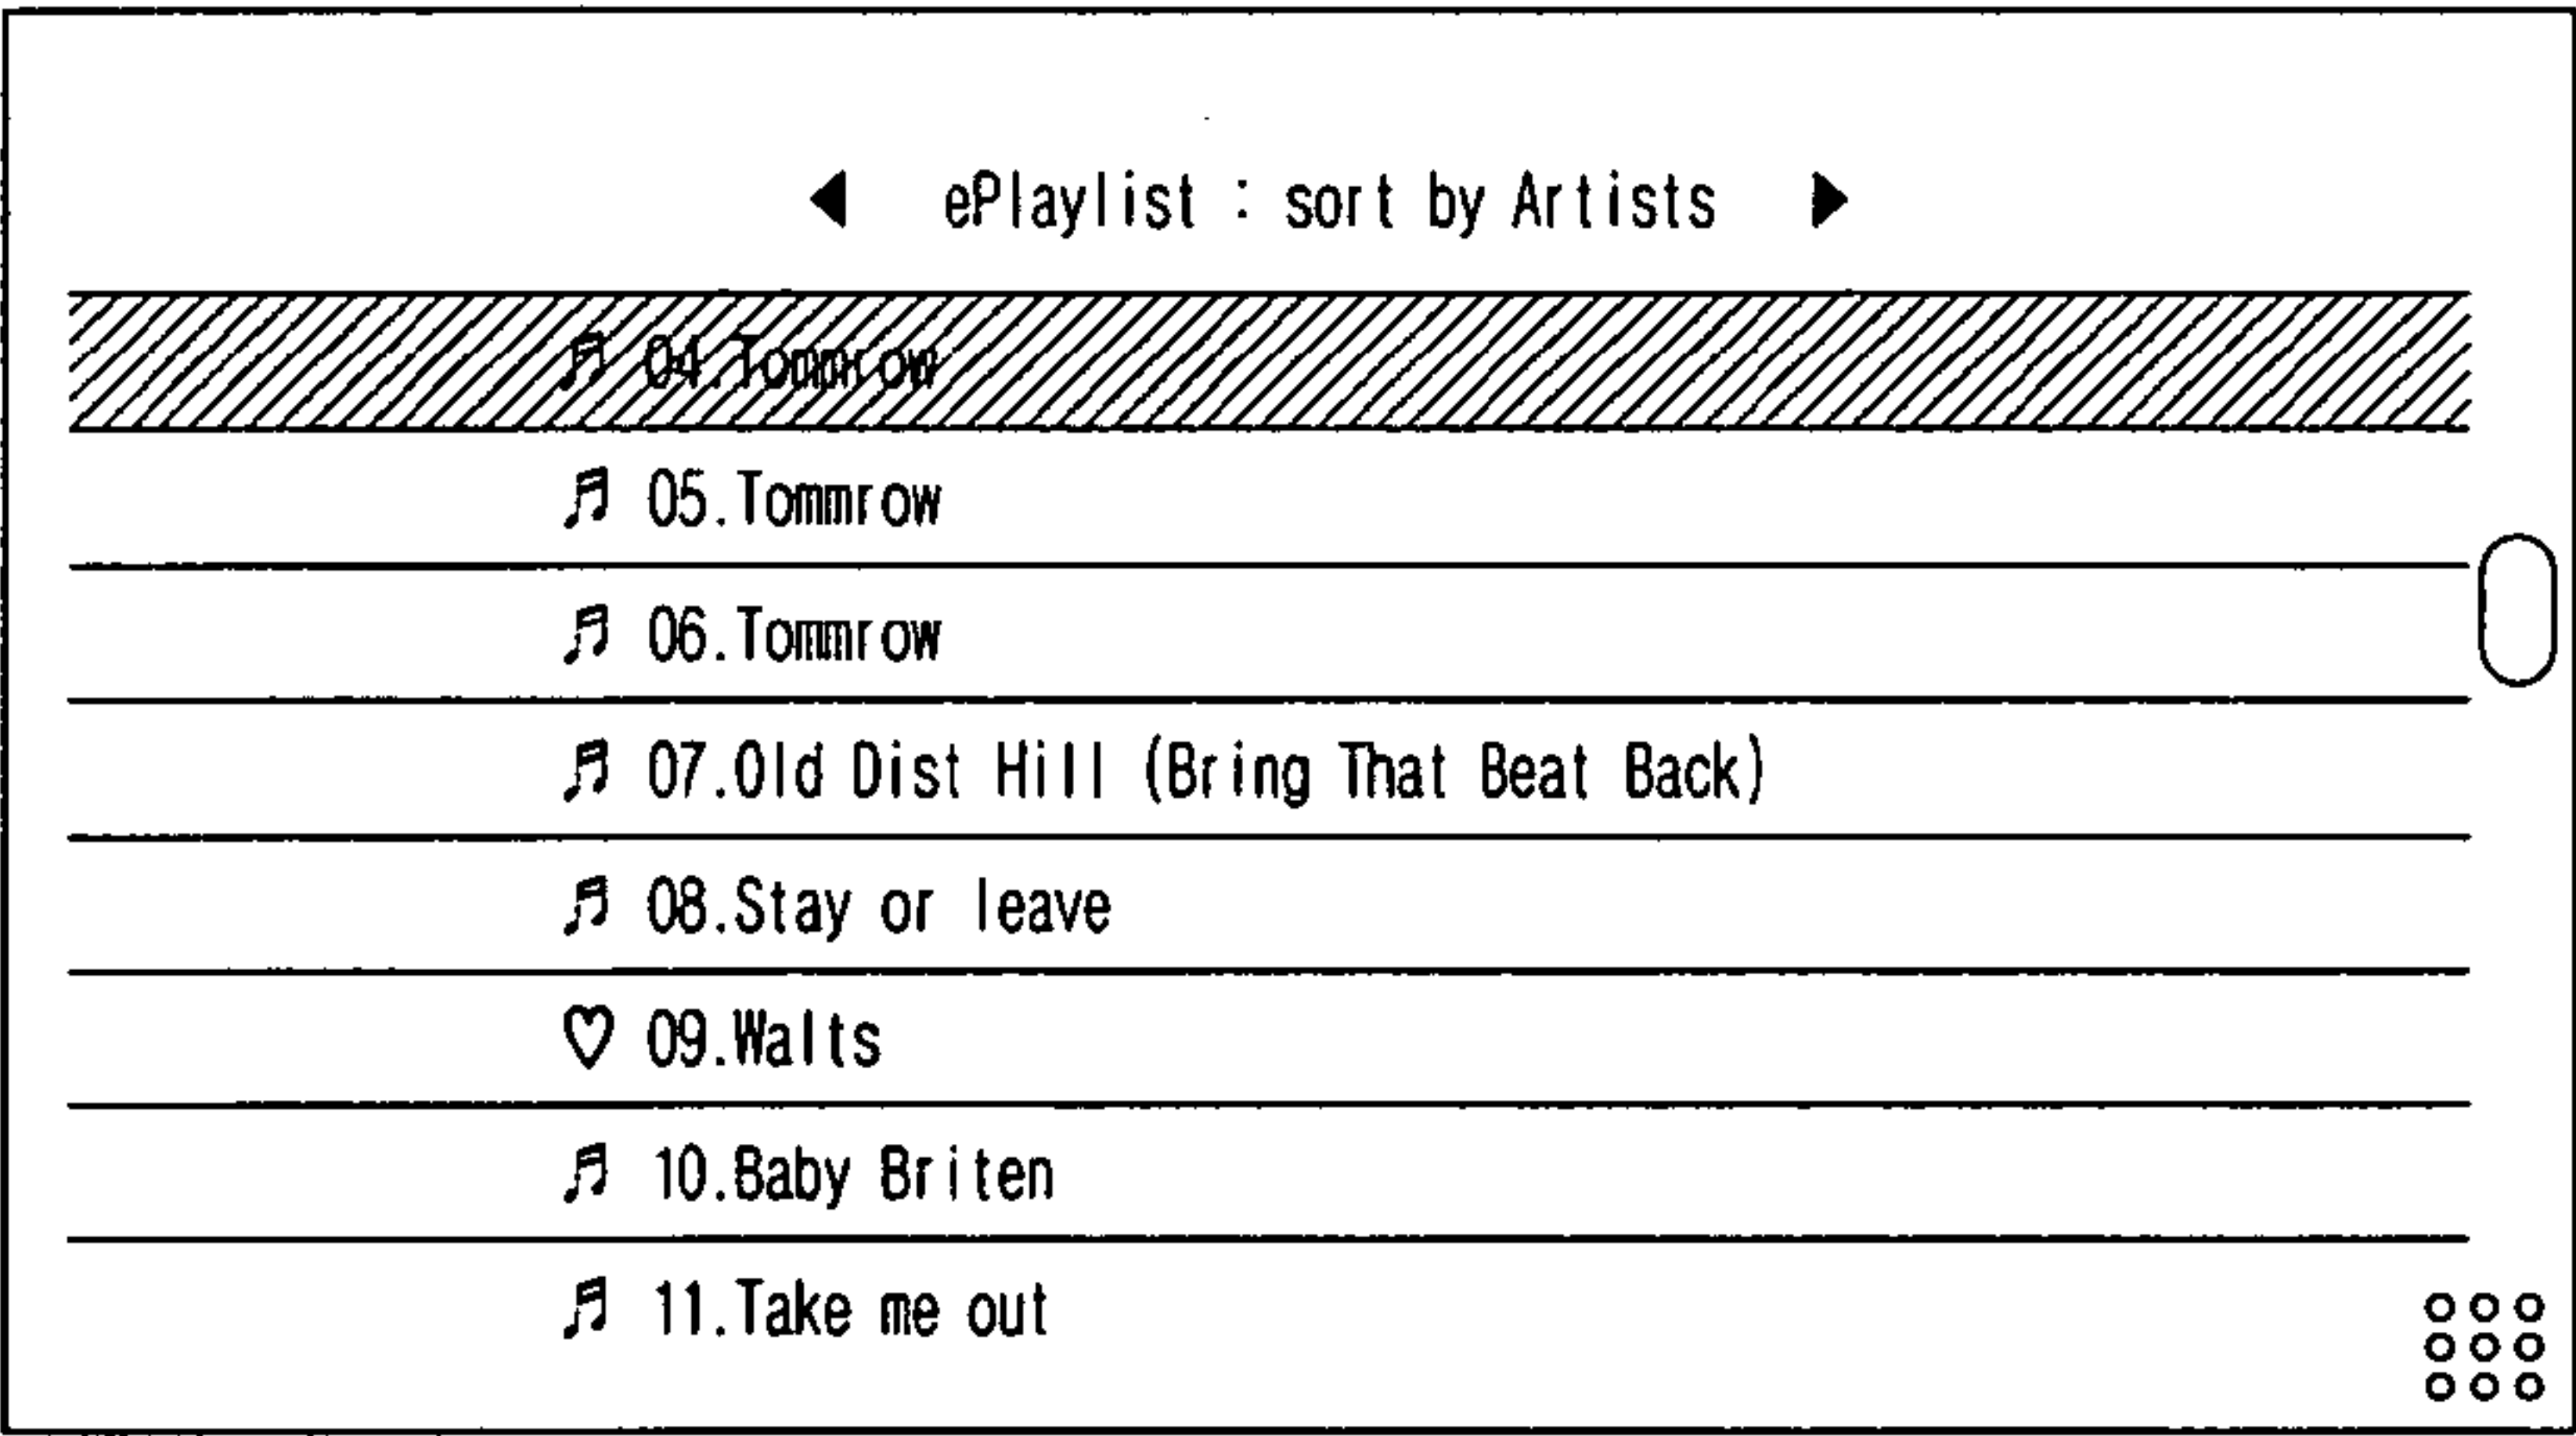 ◀ ePlaylist : sort by Artists ▶
♬ 04.Tommrow
♬ 05.Tommrow
♬ 06.Tommrow
♬ 07.Old Dist Hill (Bring That Beat Back)
♬ 08.Stay or leave
♡ 09.Walts
♬ 10.Baby Briten
♬ 11.Take me out